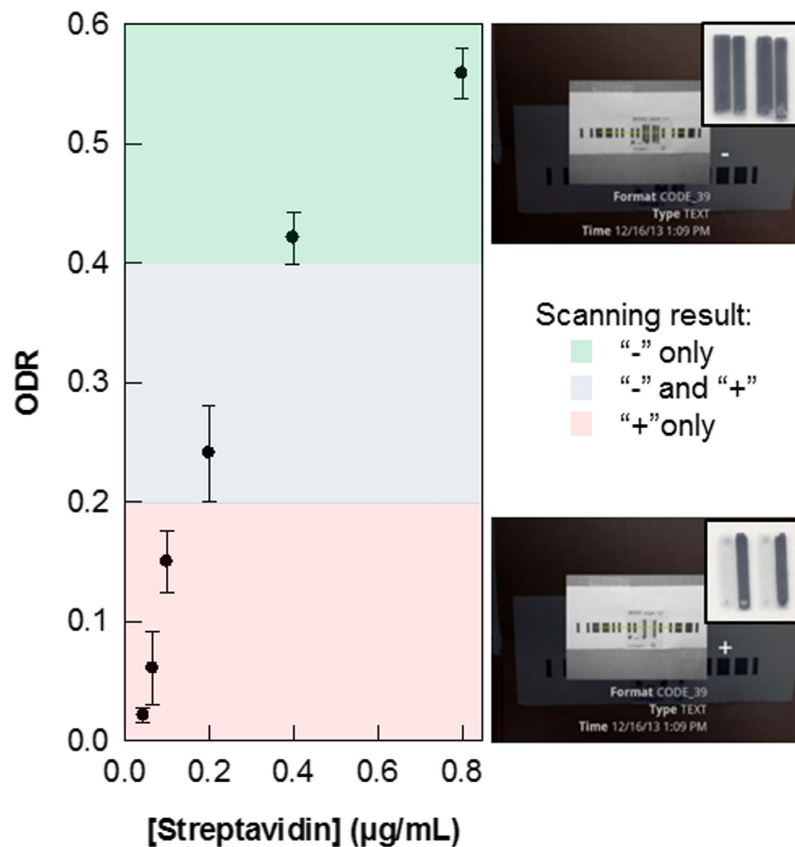 0.6
0.5
0.4
0.3
0.2
0.1
0.0
ODR
0.0 0.2 0.4 0.6 0.8
[Streptavidin] (µg/mL)
-
Format CODE_39
Type TEXT
Time 12/16/13 1:09 PM
Scanning result:
“-” only
“-” and “+”
“+”only
+
Format CODE_39
Type TEXT
Time 12/16/13 1:09 PM